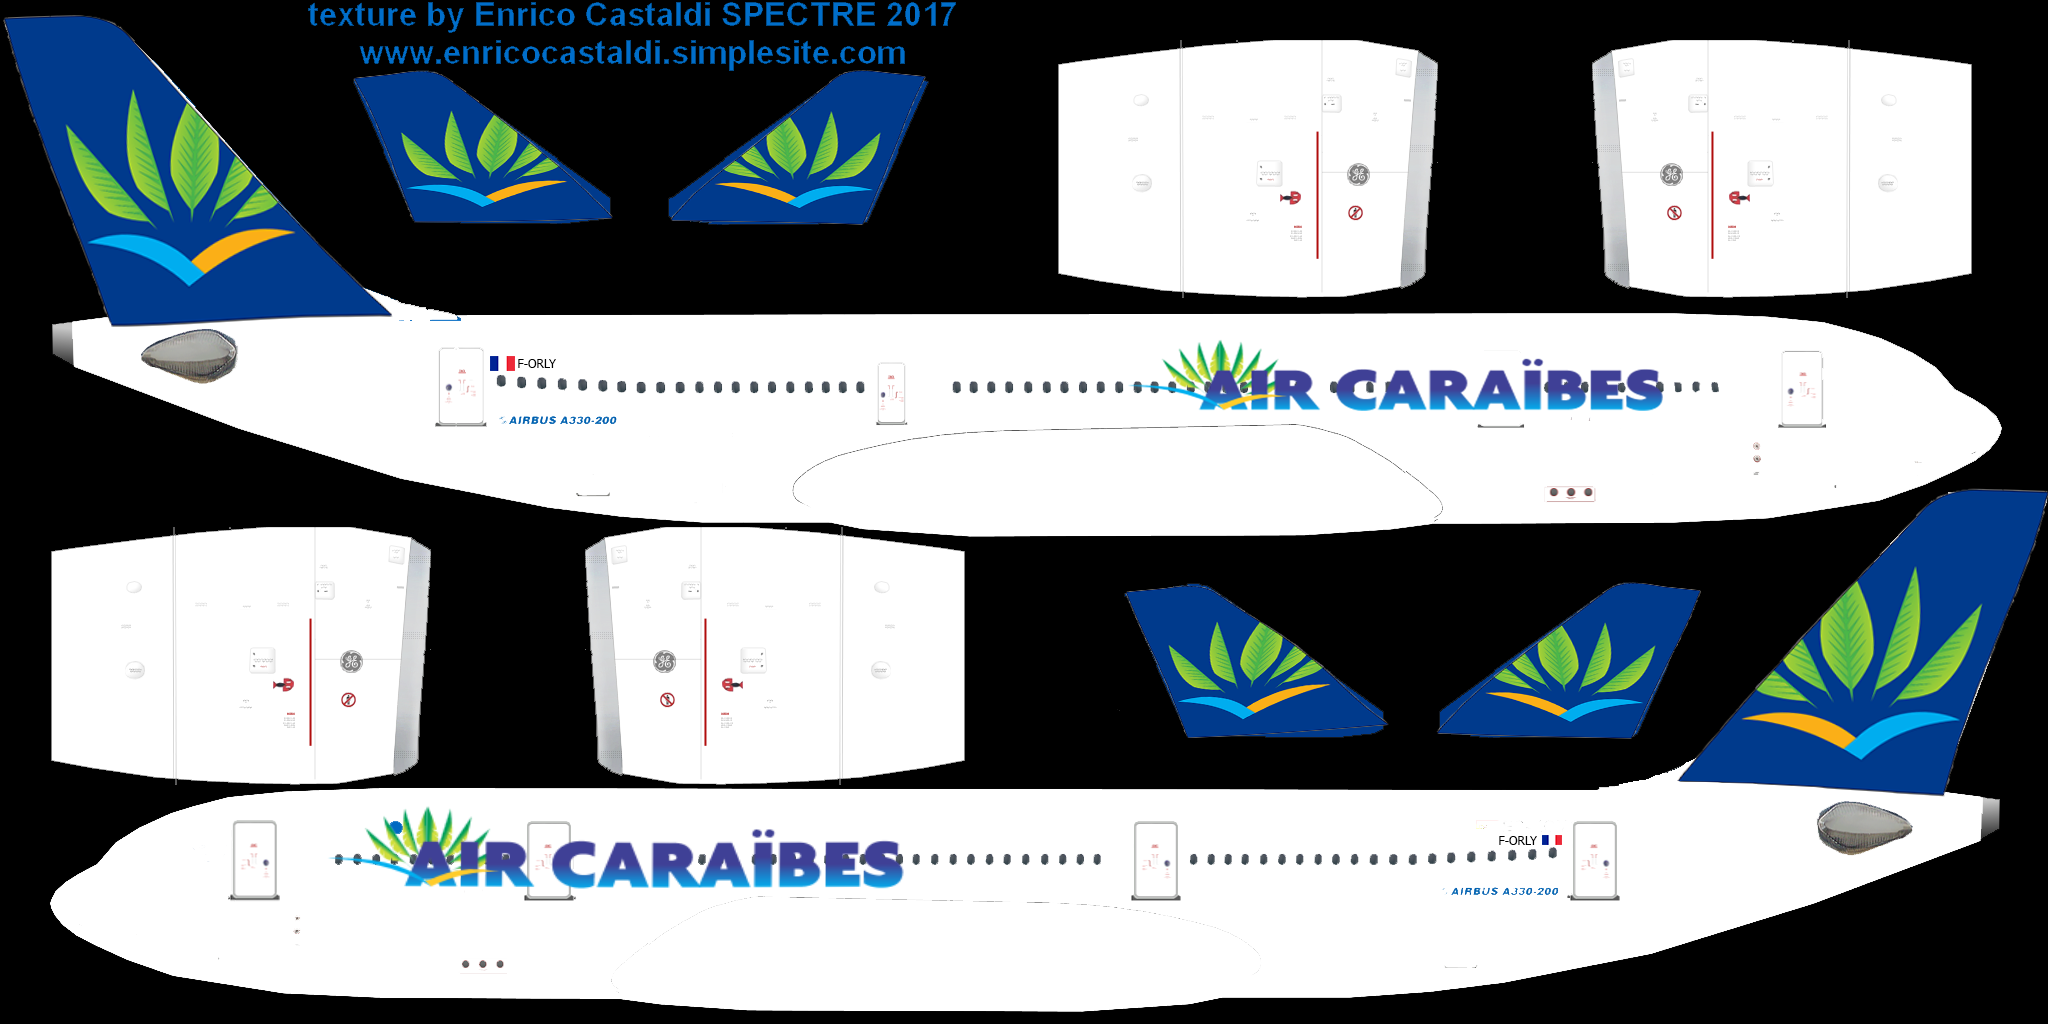 texture by Enrico Castaldi SPECTRE 2017
www.enricocastaldi.simplesite.com
F-ORLY
AIR CARAÏBES
AIRBUS A330-200
AIR CARAÏBES
F-ORLY
AIRBUS A330-200